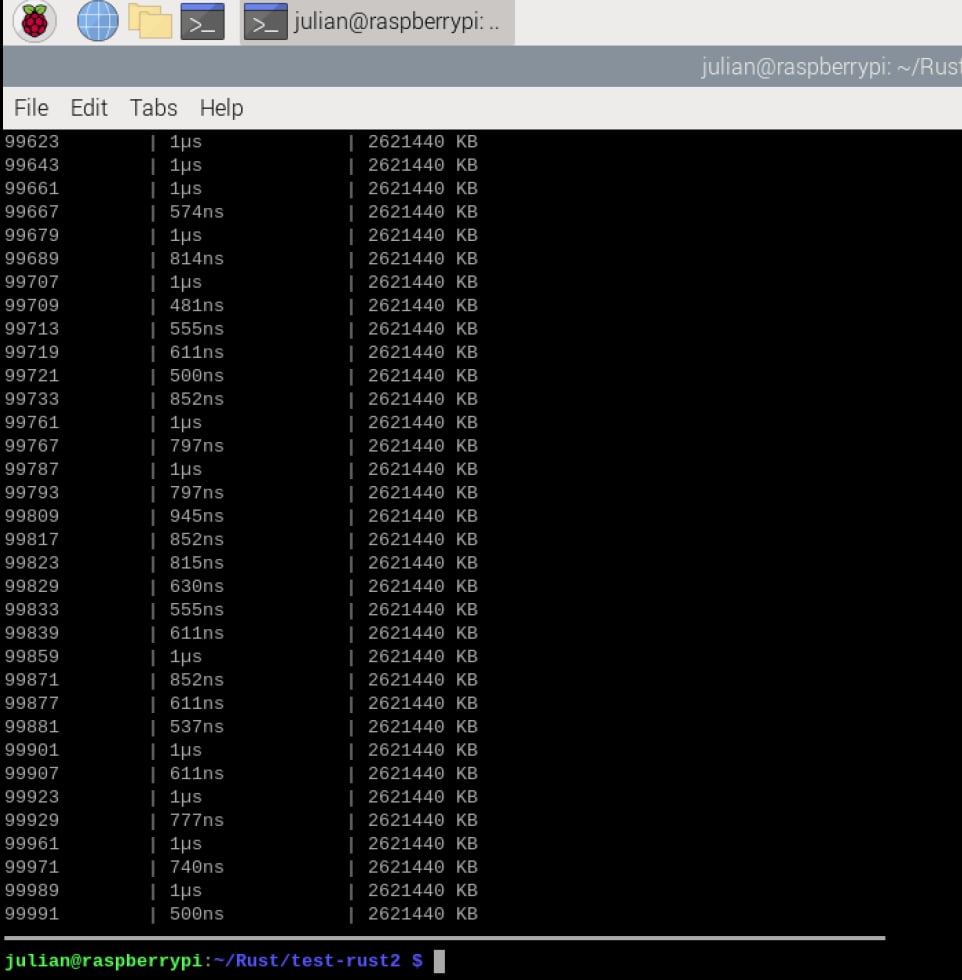 julian@raspberrypi: ..
julian@raspberrypi: ~/Rust
File Edit Tabs Help
99623 | 1µs | 2621440 KB
99643 | 1µs | 2621440 KB
99661 | 1µs | 2621440 KB
99667 | 574ns | 2621440 KB
99679 | 1µs | 2621440 KB
99689 | 814ns | 2621440 KB
99707 | 1µs | 2621440 KB
99709 | 481ns | 2621440 KB
99713 | 555ns | 2621440 KB
99719 | 611ns | 2621440 KB
99721 | 500ns | 2621440 KB
99733 | 852ns | 2621440 KB
99761 | 1µs | 2621440 KB
99767 | 797ns | 2621440 KB
99787 | 1µs | 2621440 KB
99793 | 797ns | 2621440 KB
99809 | 945ns | 2621440 KB
99817 | 852ns | 2621440 KB
99823 | 815ns | 2621440 KB
99829 | 630ns | 2621440 KB
99833 | 555ns | 2621440 KB
99839 | 611ns | 2621440 KB
99859 | 1µs | 2621440 KB
99871 | 852ns | 2621440 KB
99877 | 611ns | 2621440 KB
99881 | 537ns | 2621440 KB
99901 | 1µs | 2621440 KB
99907 | 611ns | 2621440 KB
99923 | 1µs | 2621440 KB
99929 | 777ns | 2621440 KB
99961 | 1µs | 2621440 KB
99971 | 740ns | 2621440 KB
99989 | 1µs | 2621440 KB
99991 | 500ns | 2621440 KB
julian@raspberrypi:~/Rust/test-rust2 $